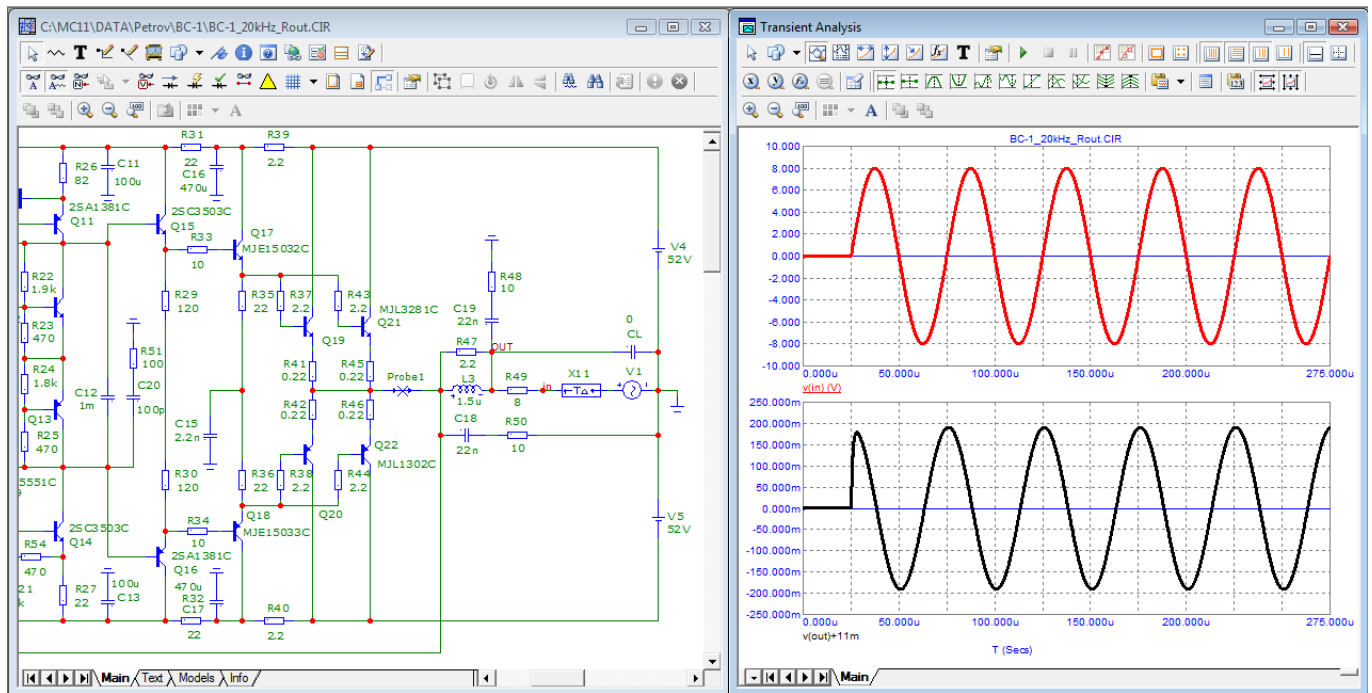 C:\MC11\DATA\Petrov\BC-1\BC-1_20kHz_Rout.CIR
R31
22
C16
470u
R39
2.2
R26
82
C11
100u
2SA1381C
Q11
2SC3503C
Q15
R33
10
Q17
MJE15032C
V4
52V
R48
10
R22
1.9k
R29
120
R35
22
R37
2.2
R43
2.2
MJL3281C
Q21
C19
22n
0
CL
R23
470
R51
100
Q19
R47
2.2
OUT
R24
1.8k
C12
1m
C20
100p
R41
0.22
R45
0.22
Probe1
L3
1.5u
R49
8
in
X11
V1
Q13
R25
470
C15
2.2n
R42
0.22
R46
0.22
C18
22n
R50
10
Q22
MJL1302C
5551C
R30
120
R36
22
R38
2.2
R44
2.2
Q20
2SC3503C
Q14
R34
10
Q18
MJE15033C
V5
52V
R54
470
2SA1381C
Q16
R27
22
100u
C13
470u
R32
C17
22
R40
2.2
Main
Text
Models
Info
Transient Analysis
BC-1_20kHz_Rout.CIR
10.000
8.000
6.000
4.000
2.000
0.000
-2.000
-4.000
-6.000
-8.000
-10.000
0.000u 50.000u 100.000u 150.000u 200.000u 275.000u
v(in) (V)
250.000m
200.000m
150.000m
100.000m
50.000m
0.000m
-50.000m
-100.000m
-150.000m
-200.000m
-250.000m
0.000u 50.000u 100.000u 150.000u 200.000u 275.000u
v(out)+11m
T (Secs)
Main